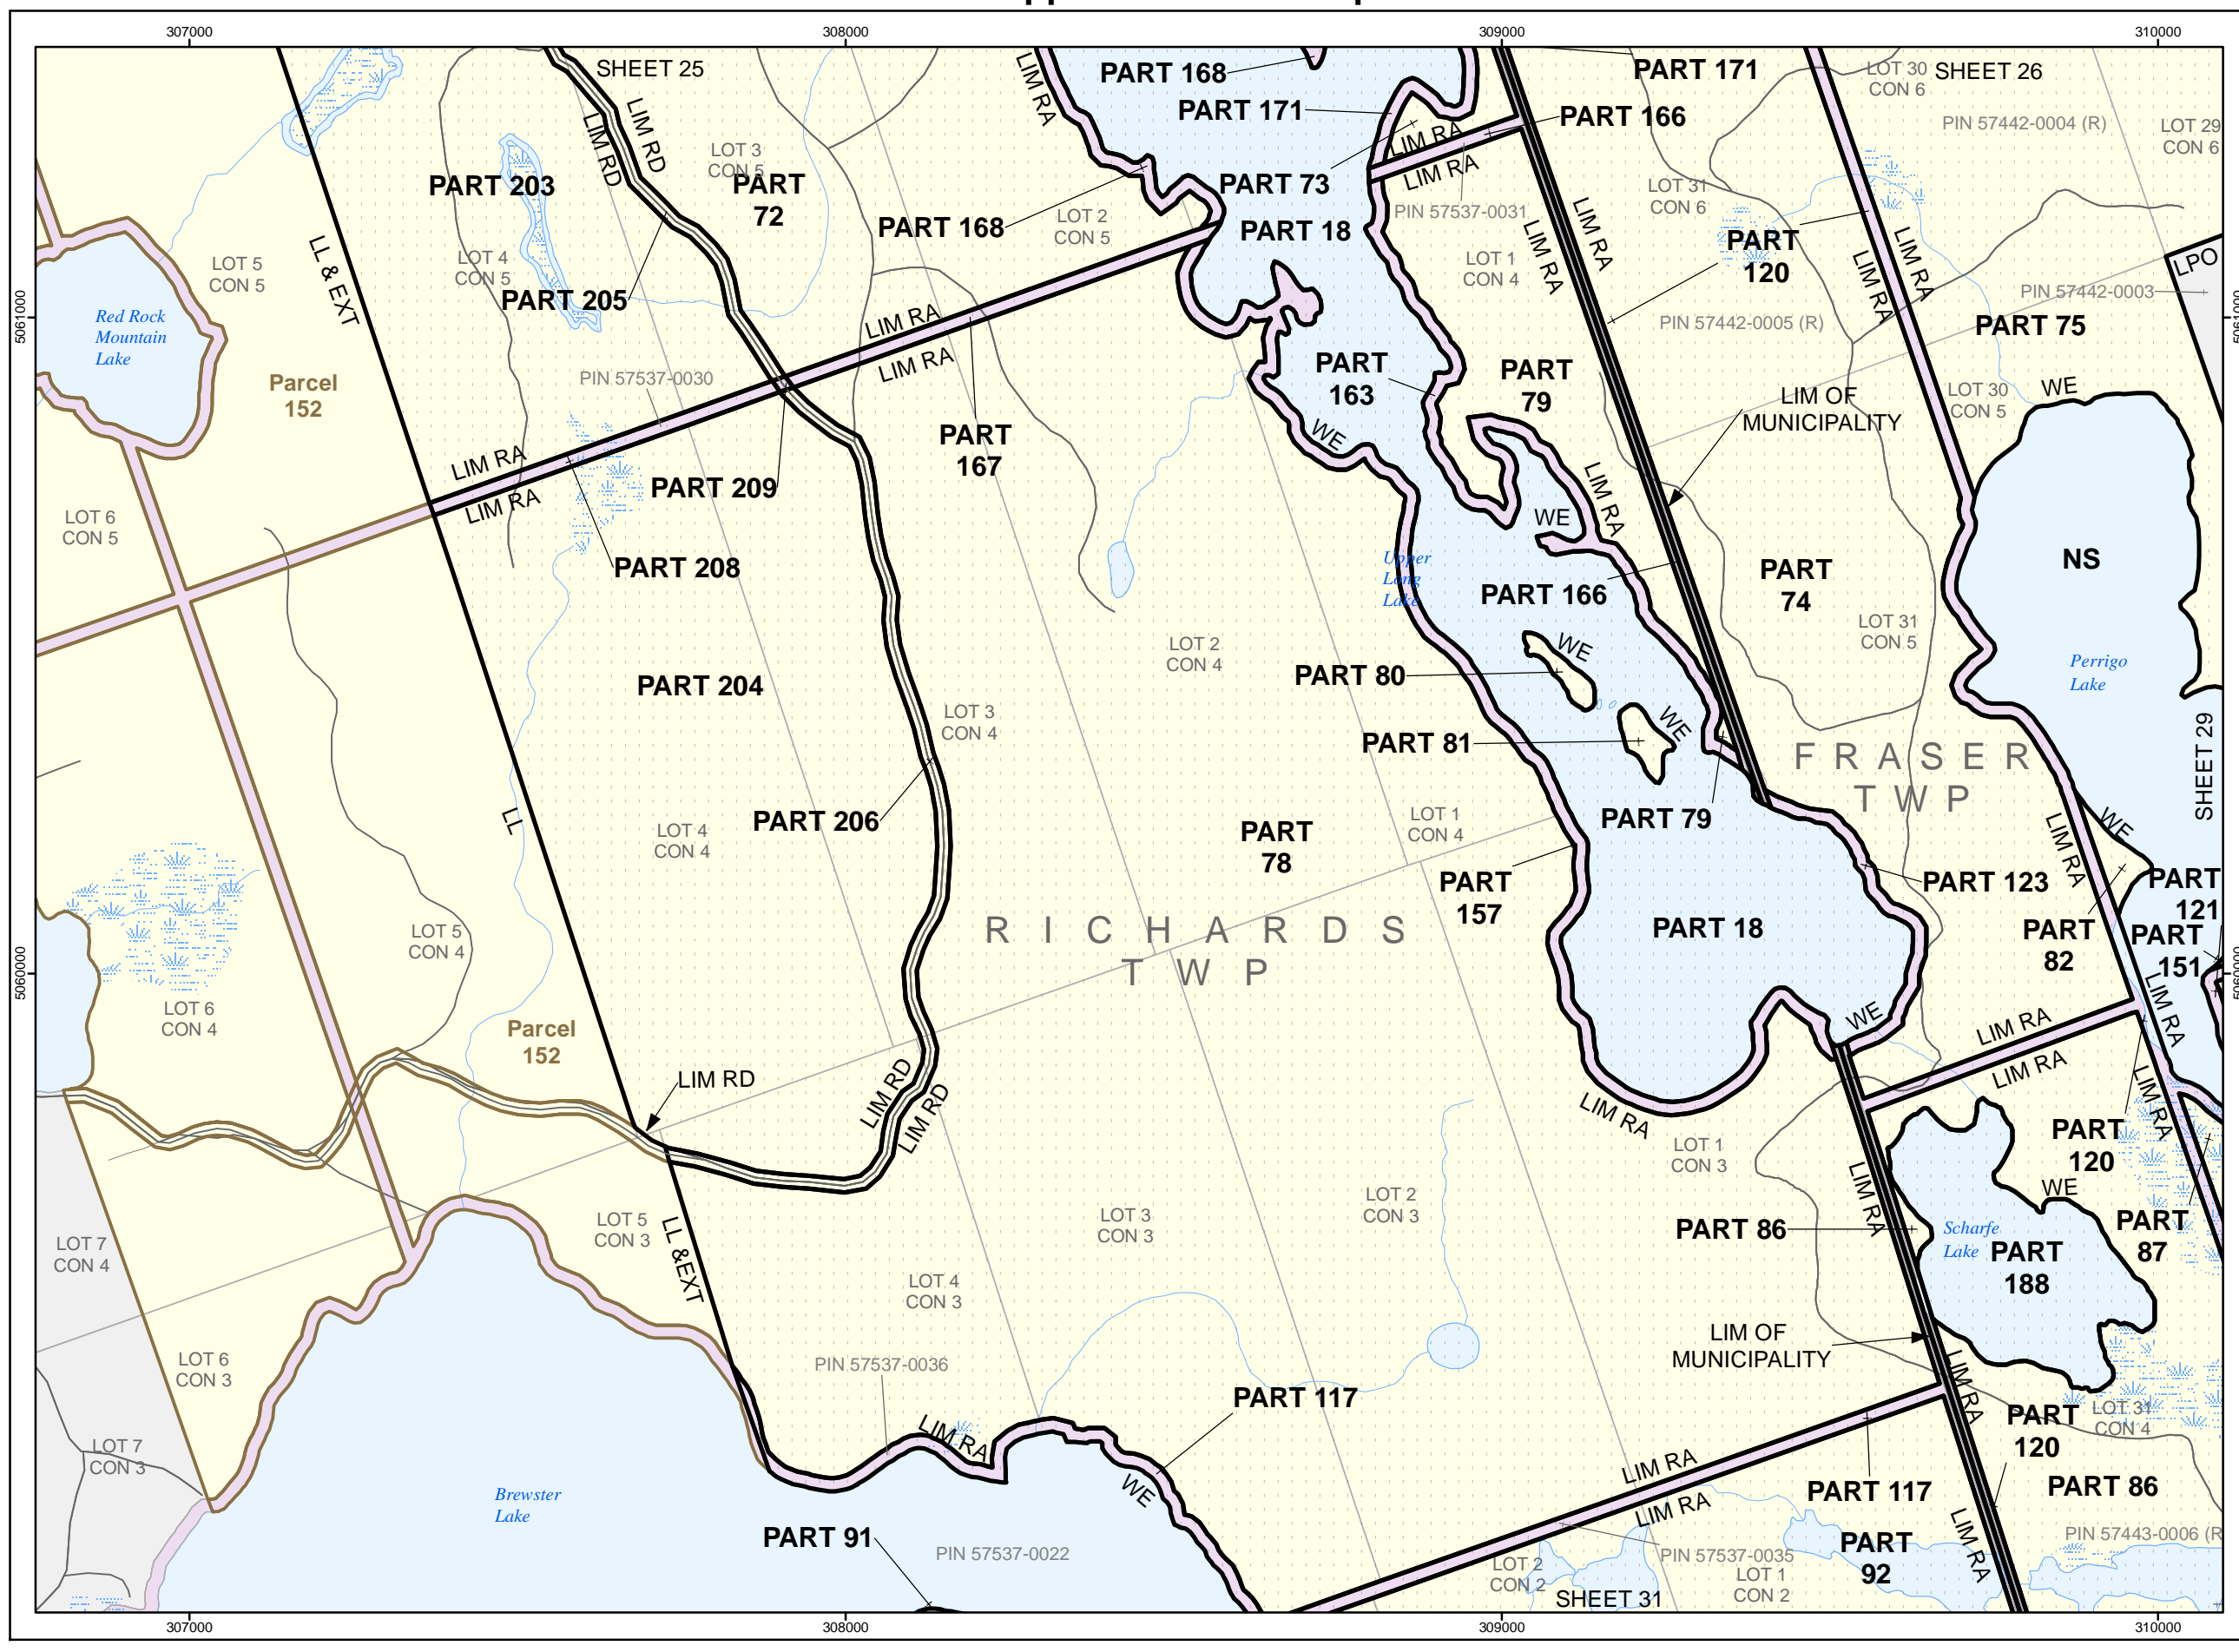 307000
308000
309000
310000
SHEET 25
SHEET 26
PART 168
PART 171
PART 171
PART 166
LOT 30
CON 6
PIN 57442-0004 (R)
LOT 29
CON 6
LIM RA
LIM RD
LIM RD
LIM RA
LIM RA
LOT 3
CON 5
PART 203
PART
72
PART 73
LOT 31
CON 6
PIN 57537-0031
PART 168
LOT 2
CON 5
PART 18
LIM RA
LIM RA
PART
120
LIM RA
LIM RA
LL & EXT
LOT 5
CON 5
LOT 4
CON 5
LOT 1
CON 4
LPO
PIN 57442-0003
PART 205
5061000
5061000
Red Rock
Mountain
Lake
LIM RA
LIM RA
PIN 57442-0005 (R)
PART 75
Parcel
152
PIN 57537-0030
PART
163
PART
79
LIM OF
MUNICIPALITY
LOT 30
CON 5
WE
PART
167
WE
LIM RA
LIM RA
PART 209
LIM RA
LOT 6
CON 5
WE
PART 208
Upper
Long
Lake
PART 166
PART
74
NS
LOT 31
CON 5
LOT 2
CON 4
WE
PART 80
Perrigo
Lake
PART 204
LOT 3
CON 4
WE
PART 81
FRASER
TWP
SHEET 29
LL
PART 206
LOT 4
CON 4
PART
78
LOT 1
CON 4
PART 79
WE
LIM RA
PART
157
PART 123
PART
121
RICHARDS
TWP
PART 18
PART
82
PART
151
LOT 5
CON 4
5060000
5060000
LOT 6
CON 4
Parcel
152
WE
LIM RA
LIM RA
LIM RA
LIM RD
LIM RD
LIM RD
LIM RA
LIM RA
PART
120
LOT 1
CON 3
WE
LIM RA
LOT 7
CON 4
LOT 5
CON 3
LOT 3
CON 3
LOT 2
CON 3
PART 86
Scharfe
Lake
PART
188
PART
87
LL &EXT
LOT 4
CON 3
LIM OF
MUNICIPALITY
LOT 6
CON 3
PIN 57537-0036
PART 117
LIM RA
LIM RA
PART
120
LOT 31
CON 4
LOT 7
CON 3
WE
LIM RA
LIM RA
PART 117
PART 86
Brewster
Lake
PART 91
PIN 57537-0022
PIN 57537-0035
LOT 2
CON 2
LOT 1
CON 2
PART
92
LIM RA
PIN 57443-0006 (R
SHEET 31
307000
308000
309000
310000